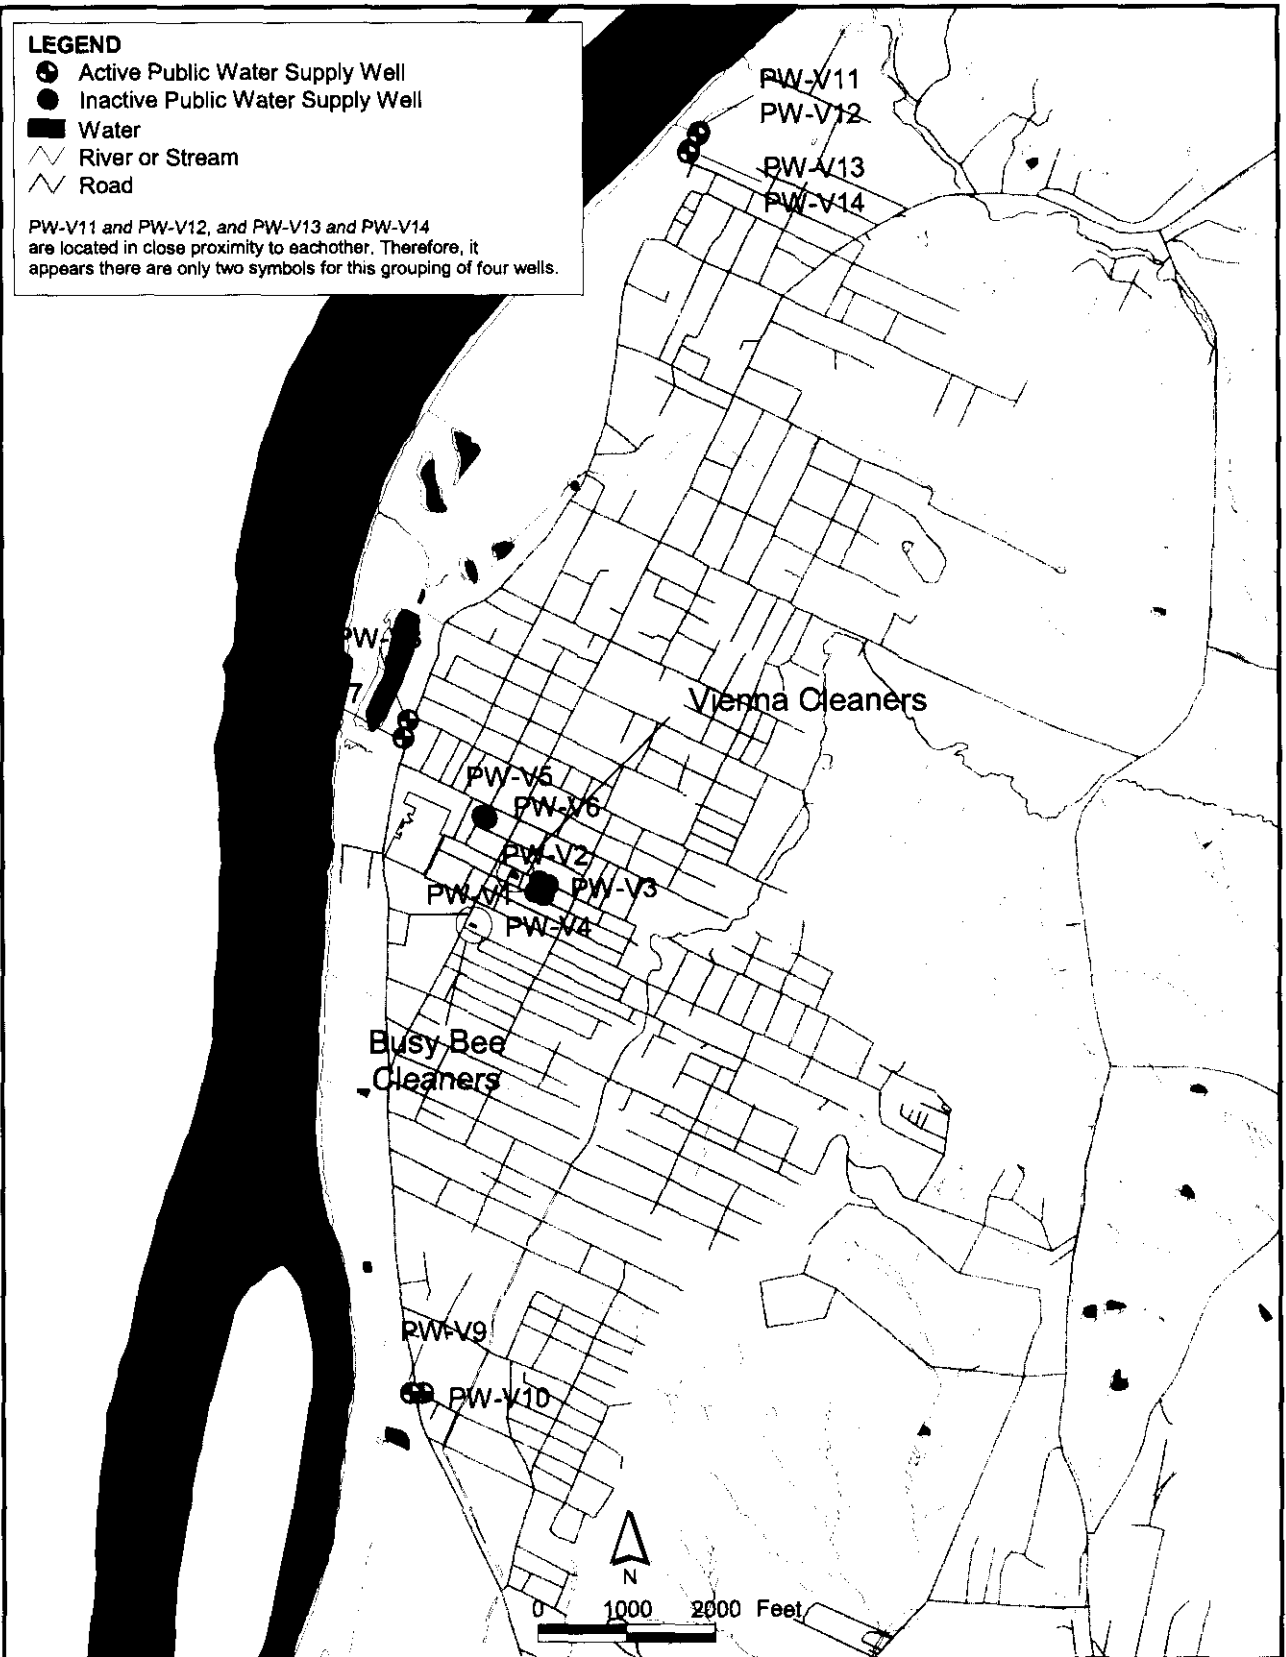 LEGEND
Active Public Water Supply Well
Inactive Public Water Supply Well
Water
River or Stream
Road
PW-V11 and PW-V12, and PW-V13 and PW-V14
are located in close proximity to eachother. Therefore, it
appears there are only two symbols for this grouping of four wells.
PW-V11
PW-V12
PW-V13
PW-V14
7
Vienna Cleaners
PW-V5
PW-V6
PW-V2
PW-V1
PW-V3
PW-V4
Busy Bee
Cleaners
PW-V9
PW-V10
N
0 1000 2000 Feet